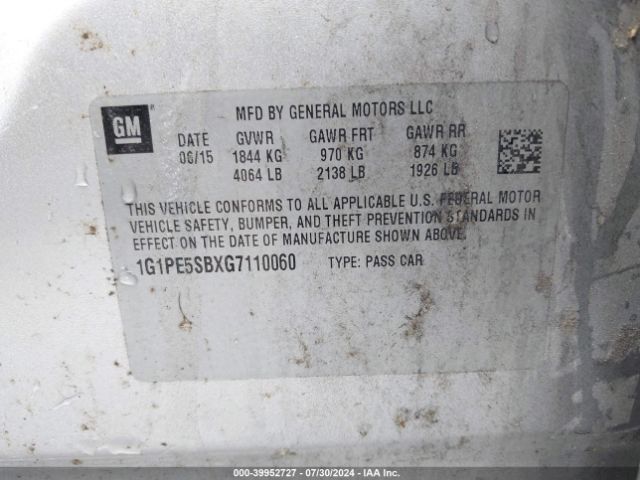 GM
MFD BY GENERAL MOTORS LLC
DATE GVWR GAWR FRT GAWR RR
06/15 1844 KG 970 KG 874 KG
4064 LB 2138 LB 1926 LB
THIS VEHICLE CONFORMS TO ALL APPLICABLE U.S. FEDERAL MOTOR
VEHICLE SAFETY, BUMPER, AND THEFT PREVENTION STANDARDS IN
EFFECT ON THE DATE OF MANUFACTURE SHOWN ABOVE.
1G1PE5SBXG7110060 TYPE: PASS CAR
000-39952727 - 07/30/2024 - IAA Inc.